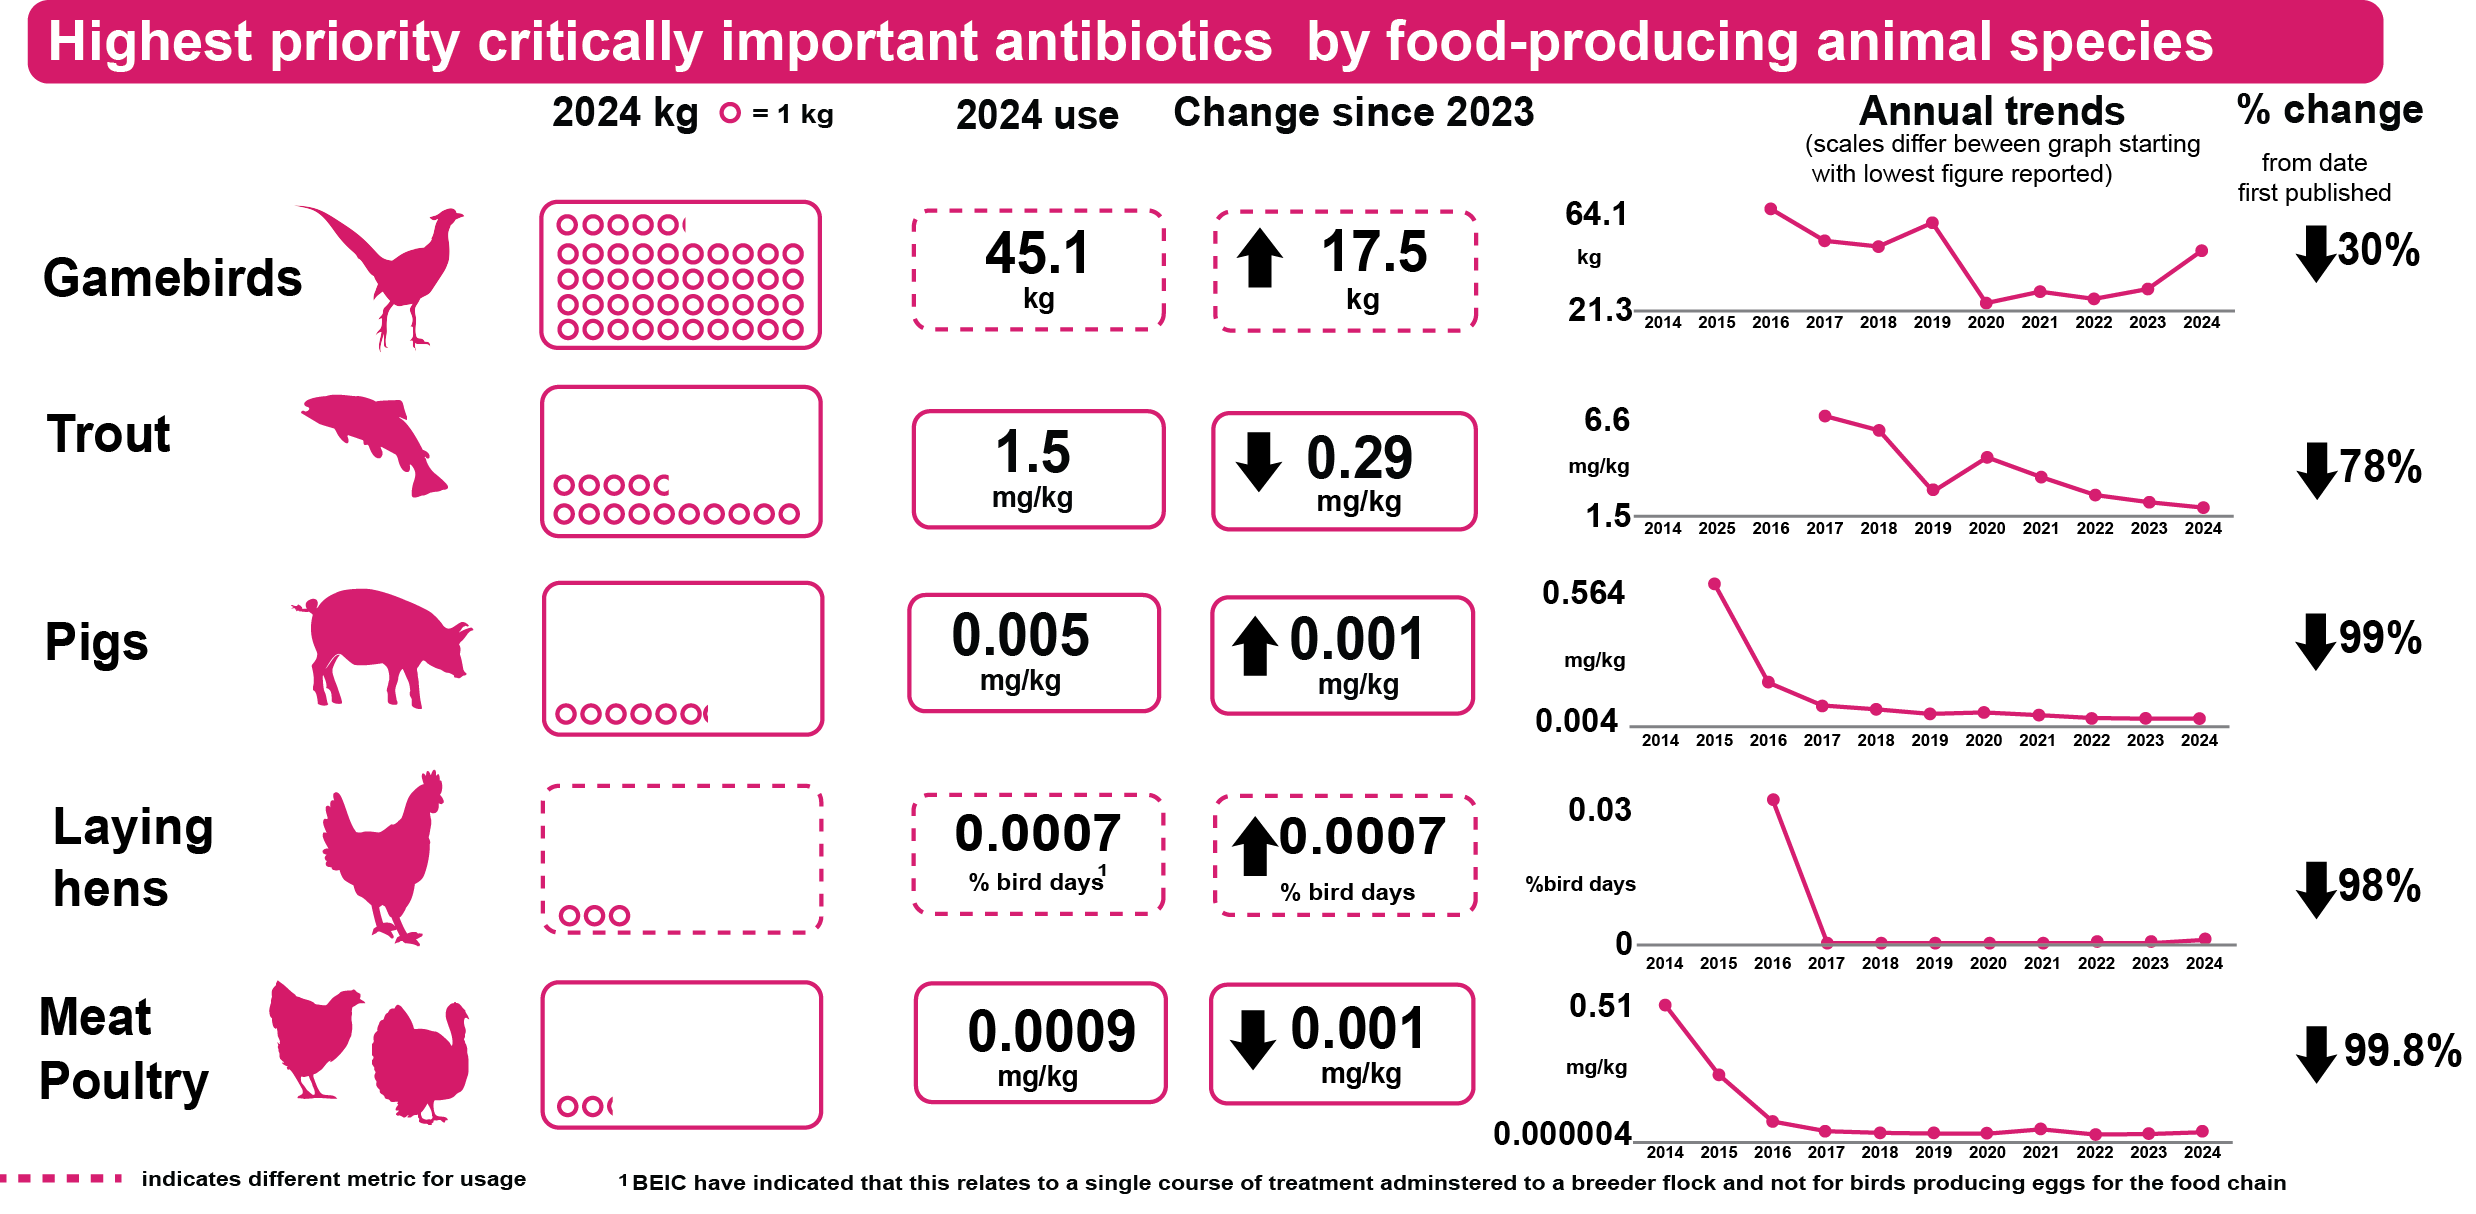 Highest priority critically important antibiotics by food-producing animal species
2024 kg = 1 kg
2024 use
Change since 2023
Annual trends
(scales differ beween graph starting
with lowest figure reported)
% change
from date
first published
Gamebirds
45.1
kg
17.5
kg
64.1
kg
21.3
2014 2015 2016 2017 2018 2019 2020 2021 2022 2023 2024
30%
Trout
1.5
mg/kg
0.29
mg/kg
6.6
mg/kg
1.5
2014 2025 2016 2017 2018 2019 2020 2021 2022 2023 2024
78%
Pigs
0.005
mg/kg
0.001
mg/kg
0.564
mg/kg
0.004
2014 2015 2016 2017 2018 2019 2020 2021 2022 2023 2024
99%
Laying
hens
0.0007
% bird days1
0.0007
% bird days
0.03
%bird days
0
2014 2015 2016 2017 2018 2019 2020 2021 2022 2023 2024
98%
Meat
Poultry
0.0009
mg/kg
0.001
mg/kg
0.51
mg/kg
0.000004
2014 2015 2016 2017 2018 2019 2020 2021 2022 2023 2024
99.8%
indicates different metric for usage
1 BEIC have indicated that this relates to a single course of treatment adminstered to a breeder flock and not for birds producing eggs for the food chain